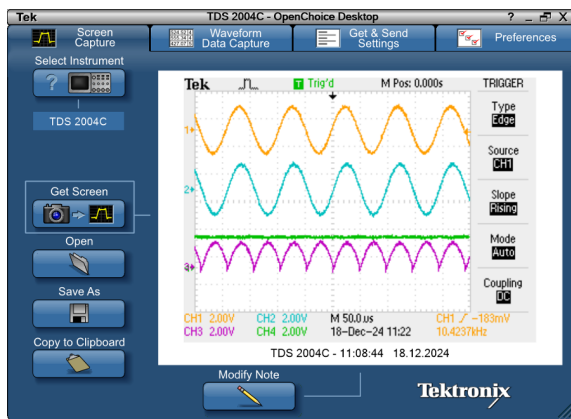 Tek TDS 2004C - OpenChoice Desktop ? _ X
Screen Capture
Waveform Data Capture
Get & Send Settings
Preferences
Select Instrument
?
TDS 2004C
Get Screen
Open
Save As
Copy to Clipboard
Tek T Trig'd M Pos: 0.000s TRIGGER
Type
Edge
Source
CH1
Slope
Rising
Mode
Auto
Coupling
DC
1
2
3
CH1 2.00V CH2 2.00V M 50.0us CH1 / -183mV
CH3 2.00V CH4 2.00V 18-Dec-24 11:22 10.4237kHz
TDS 2004C - 11:08:44 18.12.2024
Modify Note
Tektronix